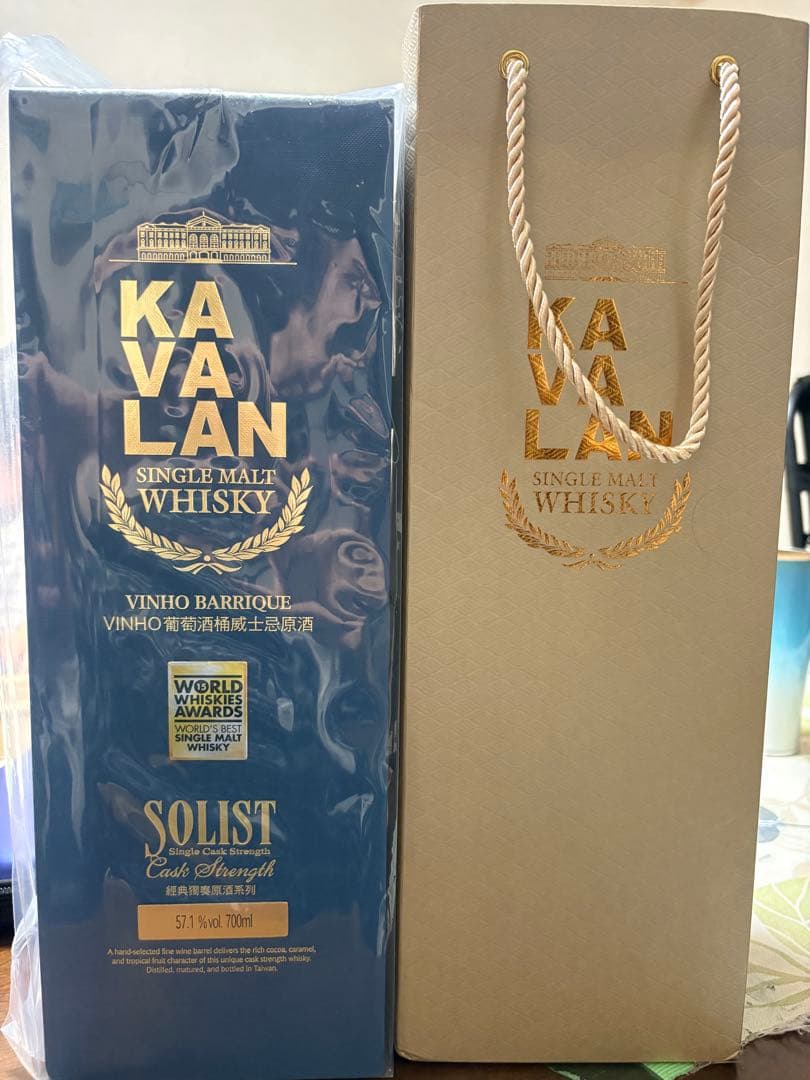 KA
VA
LAN
SINGLE MALT
WHISKY
VINHO BARRIQUE
VINHO葡萄酒桶威士忌原酒
15
WORLD
WHISKIES
AWARDS
WORLD'S BEST
SINGLE MALT
WHISKY
SOLIST
Single Cask Strength
Cask Strength
經典獨奏原酒系列
57.1 %vol. 700ml
A hand-selected fine wine barrel delivers the rich cocoa, caramel,
and tropical fruit character of this unique cask strength whisky.
Distilled, matured, and bottled in Taiwan.
KA
VA
LAN
SINGLE MALT
WHISKY